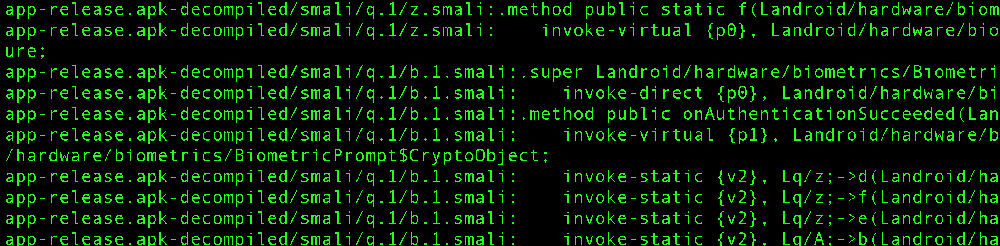 app-release.apk-decompiled/smali/q.1/z.smali:.method public static f(Landroid/hardware/biom
app-release.apk-decompiled/smali/q.1/z.smali:    invoke-virtual {p0}, Landroid/hardware/bio
ure;
app-release.apk-decompiled/smali/q.1/b.1.smali:.super Landroid/hardware/biometrics/Biometri
app-release.apk-decompiled/smali/q.1/b.1.smali:    invoke-direct {p0}, Landroid/hardware/bi
app-release.apk-decompiled/smali/q.1/b.1.smali:.method public onAuthenticationSucceeded(Lan
app-release.apk-decompiled/smali/q.1/b.1.smali:    invoke-virtual {p1}, Landroid/hardware/b
/hardware/biometrics/BiometricPrompt$CryptoObject;
app-release.apk-decompiled/smali/q.1/b.1.smali:    invoke-static {v2}, Lq/z;->d(Landroid/ha
app-release.apk-decompiled/smali/q.1/b.1.smali:    invoke-static {v2}, Lq/z;->f(Landroid/ha
app-release.apk-decompiled/smali/q.1/b.1.smali:    invoke-static {v2}, Lq/z;->e(Landroid/ha
app-release.apk-decompiled/smali/q.1/b.1.smali:    invoke-static {v2}, Lq/A;->b(Landroid/ha